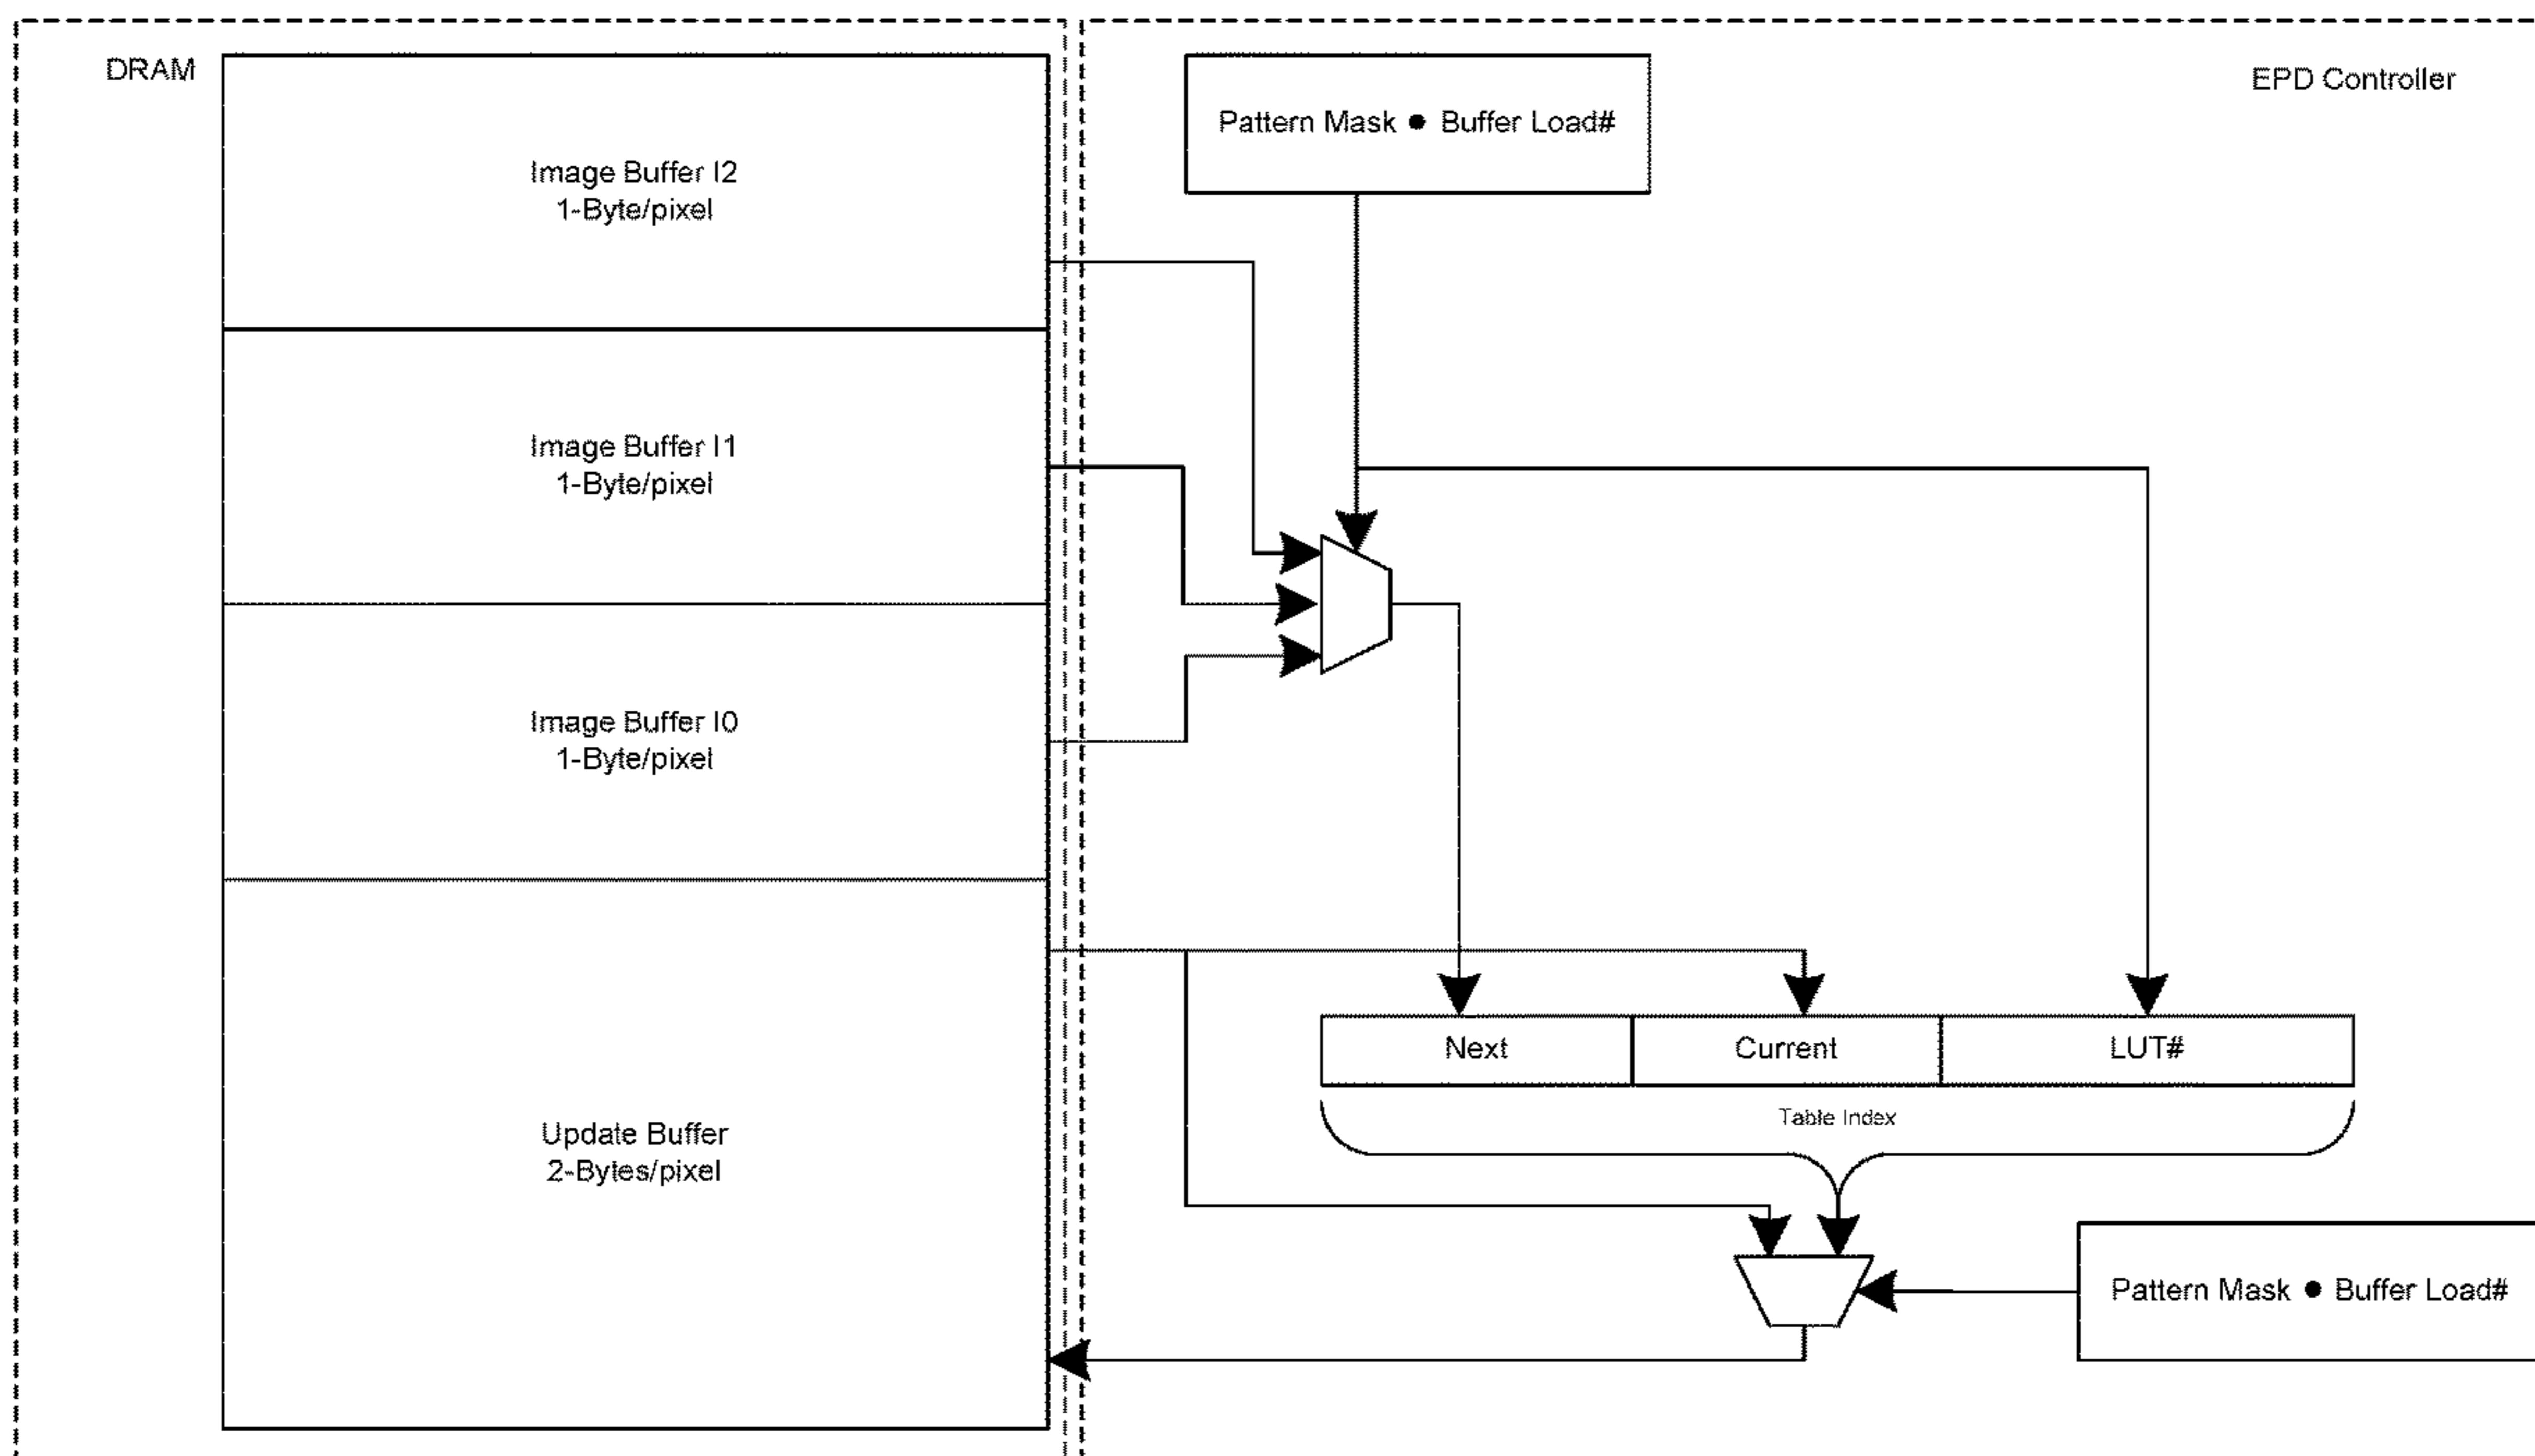 DRAM
Image Buffer I2
1-Byte/pixel
Image Buffer I1
1-Byte/pixel
Image Buffer I0
1-Byte/pixel
Update Buffer
2-Bytes/pixel
EPD Controller
Pattern Mask ● Buffer Load#
Next
Current
LUT#
Table Index
Pattern Mask ● Buffer Load#